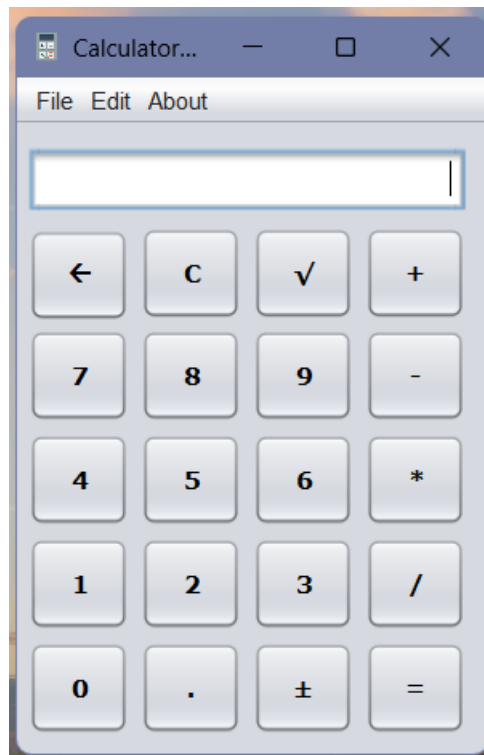 Calculator...
File Edit About
← C √ +
7 8 9 -
4 5 6 *
1 2 3 /
0 . ± =